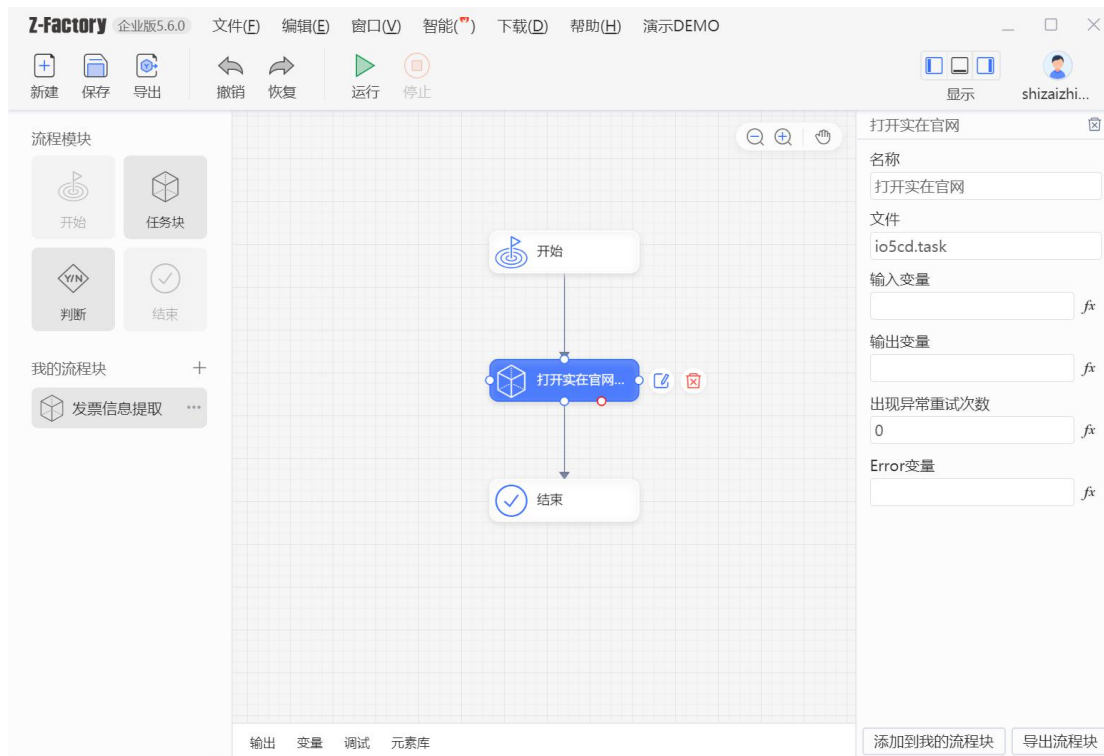 Z-Factory 企业版5.6.0 文件(F) 编辑(E) 窗口(V) 智能(") 下载(D) 帮助(H) 演示DEMO
新建 保存 导出 撤销 恢复 运行 停止 显示 shizaizhi...
流程模块
开始 任务块
Y/N
判断 结束
我的流程块
发票信息提取
开始
打开实在官网...
结束
输出 变量 调试 元素库
打开实在官网
名称
打开实在官网
文件
io5cd.task
输入变量
fx
输出变量
fx
出现异常重试次数
0 fx
Error变量
fx
添加到我的流程块 导出流程块